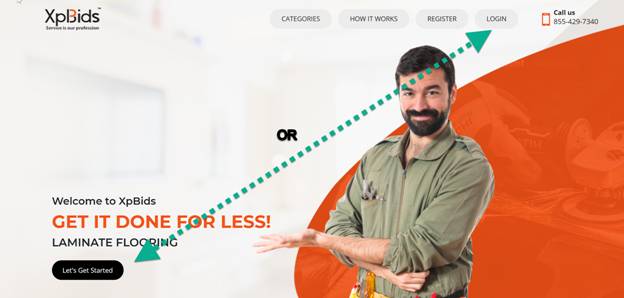 XpBids™
Service is our profession
CATEGORIES
HOW IT WORKS
REGISTER
LOGIN
Call us
855-429-7340
OR
Welcome to XpBids
GET IT DONE FOR LESS!
LAMINATE FLOORING
Let's Get Started